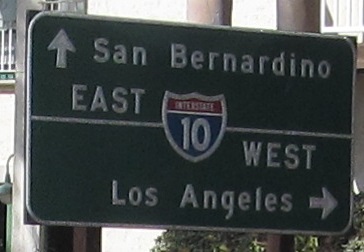 San Bernardino
EAST
INTERSTATE
10
WEST
Los Angeles